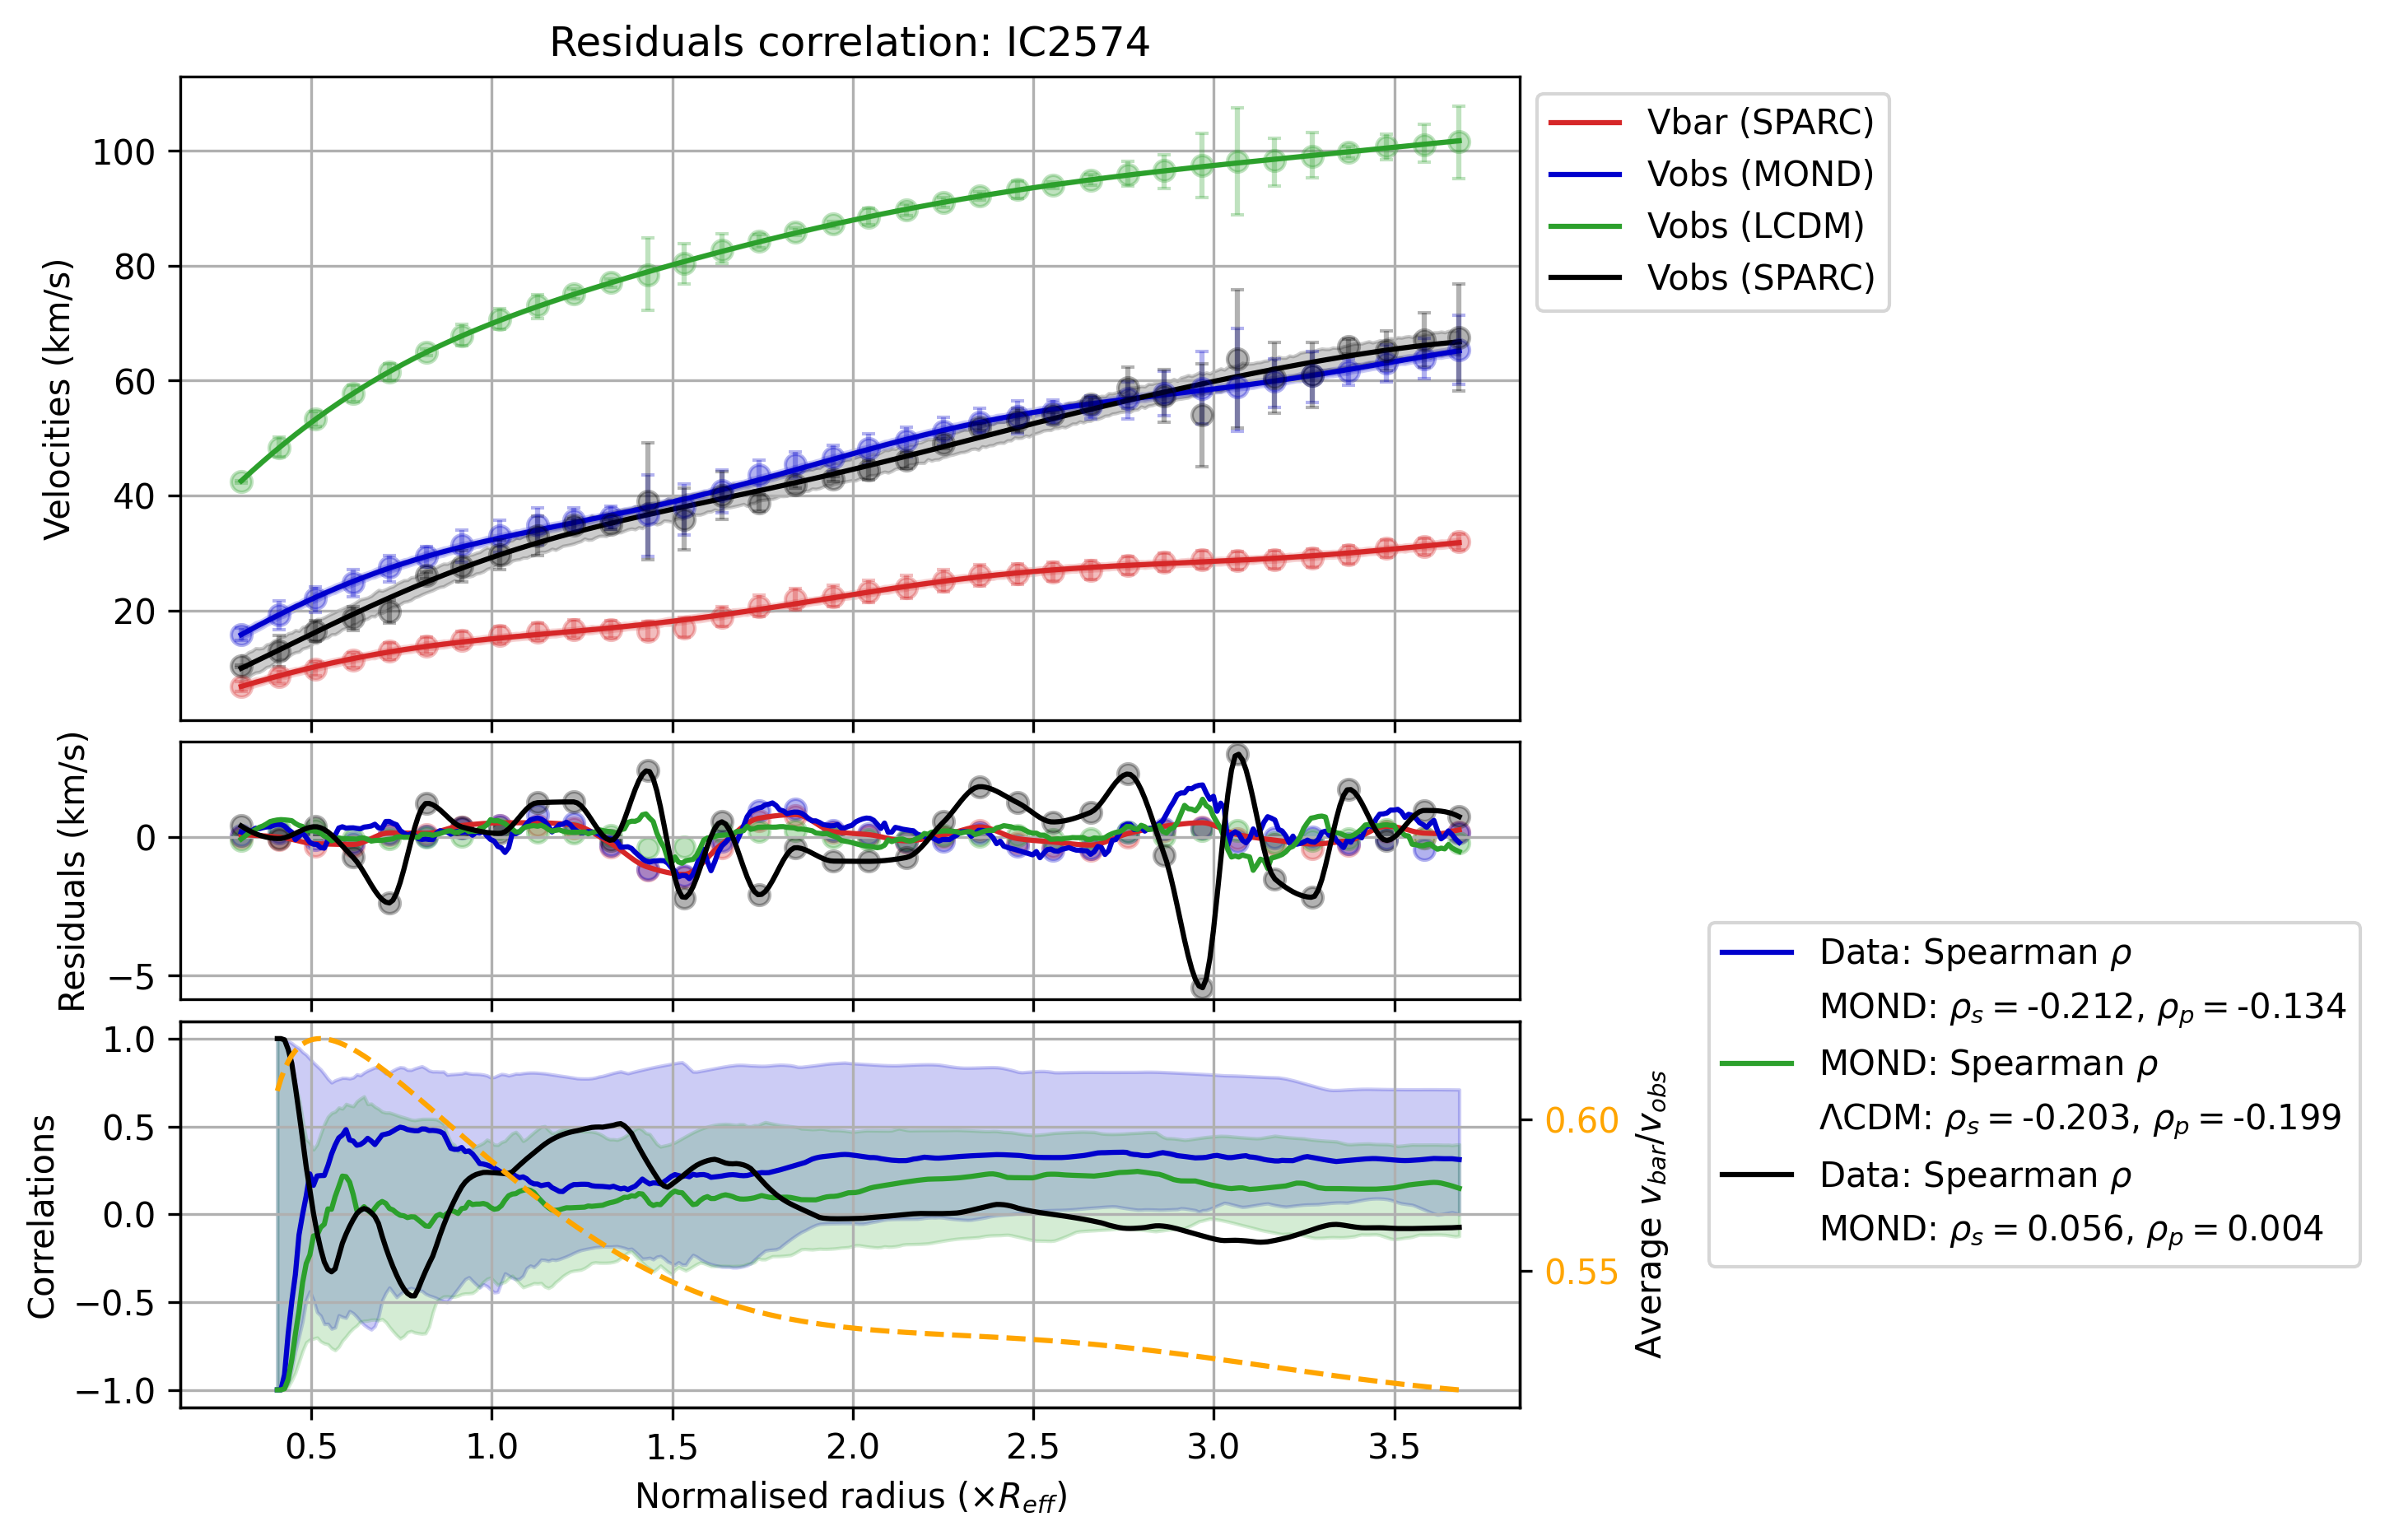 Residuals correlation: IC2574
Velocities (km/s)
100
80
60
40
20
Vbar (SPARC)
Vobs (MOND)
Vobs (LCDM)
Vobs (SPARC)
Residuals (km/s)
0
−5
Correlations
1.0
0.5
0.0
−0.5
−1.0
0.60
0.55
Average v_bar/v_obs
Data: Spearman ρ
MOND: ρ_s = -0.212, ρ_p = -0.134
MOND: Spearman ρ
ΛCDM: ρ_s = -0.203, ρ_p = -0.199
Data: Spearman ρ
MOND: ρ_s = 0.056, ρ_p = 0.004
0.5 1.0 1.5 2.0 2.5 3.0 3.5
Normalised radius (×R_eff)